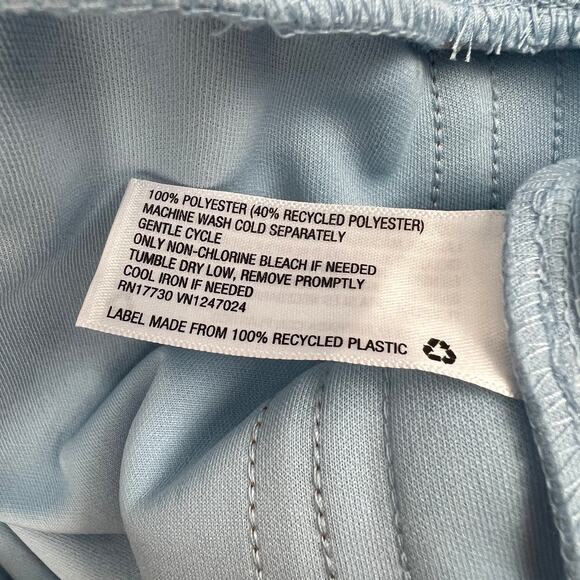 100% POLYESTER (40% RECYCLED POLYESTER)
MACHINE WASH COLD SEPARATELY
GENTLE CYCLE
ONLY NON-CHLORINE BLEACH IF NEEDED
TUMBLE DRY LOW, REMOVE PROMPTLY
COOL IRON IF NEEDED
RN17730 VN1247024
LABEL MADE FROM 100% RECYCLED PLASTIC